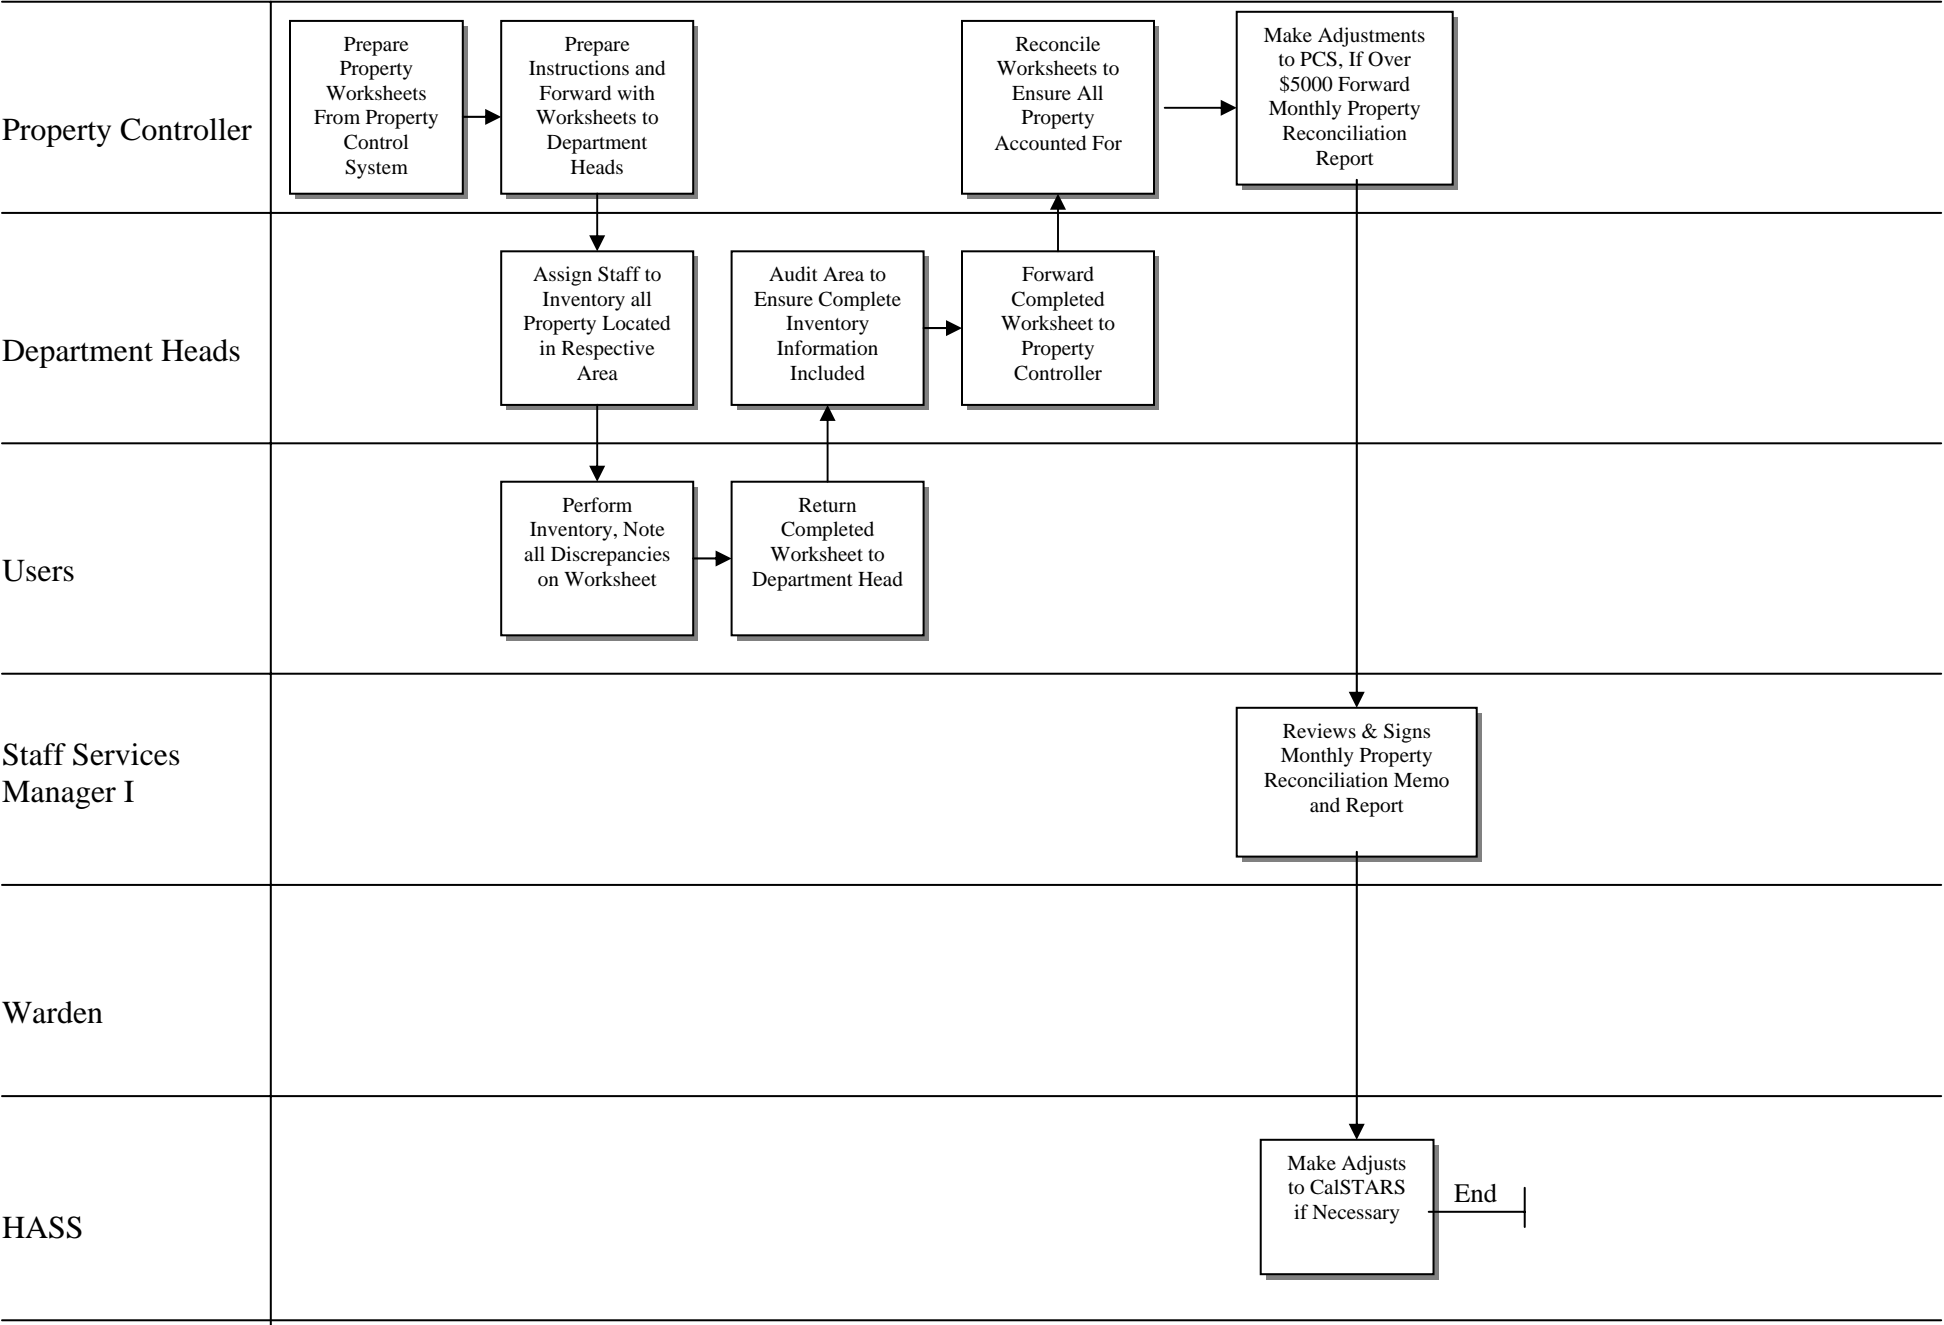 Property Controller
Prepare
Property
Worksheets
From Property
Control
System
Prepare
Instructions and
Forward with
Worksheets to
Department
Heads
Reconcile
Worksheets to
Ensure All
Property
Accounted For
Make Adjustments
to PCS, If Over
$5000 Forward
Monthly Property
Reconciliation
Report
Department Heads
Assign Staff to
Inventory all
Property Located
in Respective
Area
Audit Area to
Ensure Complete
Inventory
Information
Included
Forward
Completed
Worksheet to
Property
Controller
Users
Perform
Inventory, Note
all Discrepancies
on Worksheet
Return
Completed
Worksheet to
Department Head
Staff Services
Manager I
Reviews & Signs
Monthly Property
Reconciliation Memo
and Report
Warden
HASS
Make Adjusts
to CalSTARS
if Necessary
End